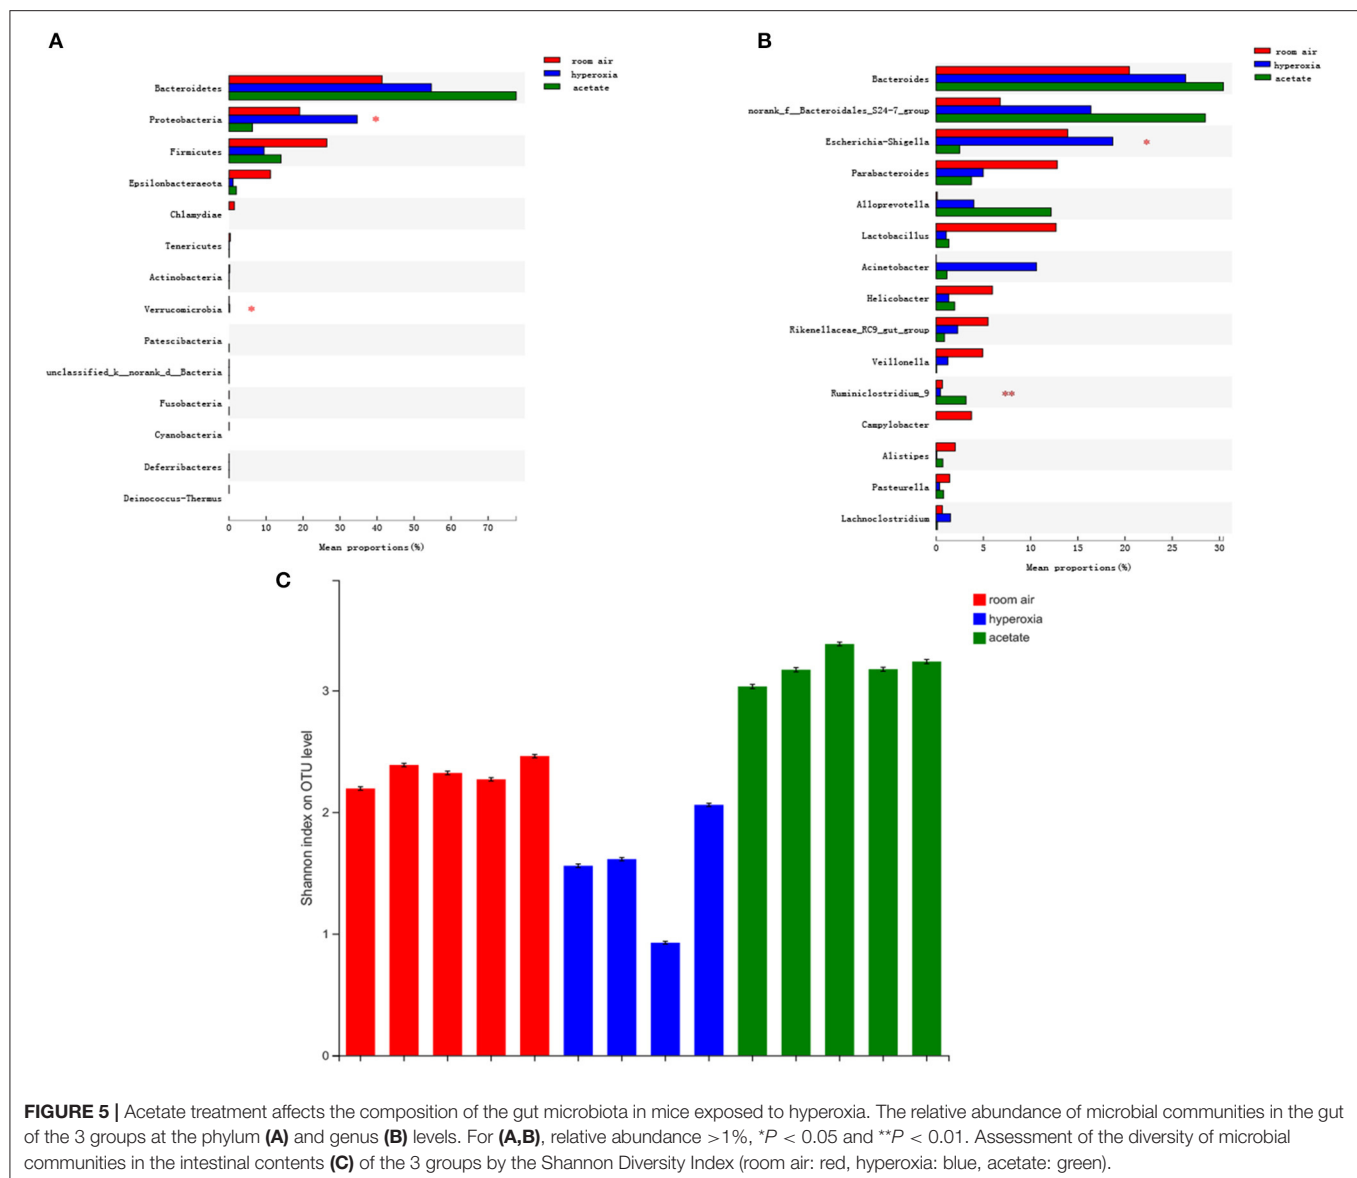 A
room air
hyperoxia
acetate
Bacteroidetes
Proteobacteria
*
Firmicutes
Epsilonbacteraeota
Chlamydiae
Tenericutes
Actinobacteria
Verrucomicrobia
*
Patescibacteria
unclassified_k__norank_d__Bacteria
Fusobacteria
Cyanobacteria
Deferribacteres
Deinococcus-Thermus
0 10 20 30 40 50 60 70
Mean proportions(%)
B
room air
hyperoxia
acetate
Bacteroides
norank_f__Bacteroidales_S24-7_group
Escherichia-Shigella
*
Parabacteroides
Alloprevotella
Lactobacillus
Acinetobacter
Helicobacter
Rikenellaceae_RC9_gut_group
Veillonella
Ruminiclostridium_9
**
Campylobacter
Alistipes
Pasteurella
Lachnoclostridium
0 5 10 15 20 25 30
Mean proportions(%)
C
room air
hyperoxia
acetate
Shannon index on OTU level
3
2
1
0
FIGURE 5 | Acetate treatment affects the composition of the gut microbiota in mice exposed to hyperoxia. The relative abundance of microbial communities in the gut
of the 3 groups at the phylum (A) and genus (B) levels. For (A,B), relative abundance >1%, *P < 0.05 and **P < 0.01. Assessment of the diversity of microbial
communities in the intestinal contents (C) of the 3 groups by the Shannon Diversity Index (room air: red, hyperoxia: blue, acetate: green).